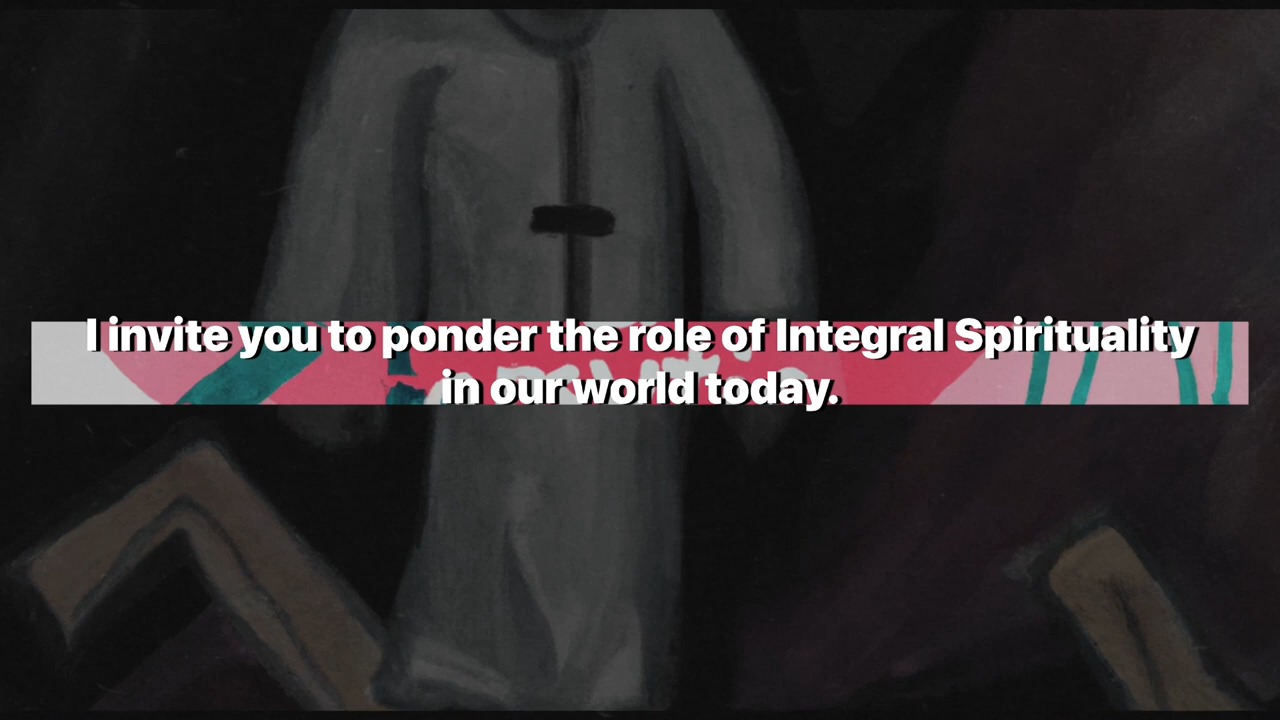 I invite you to ponder the role of Integral Spirituality
in our world today.